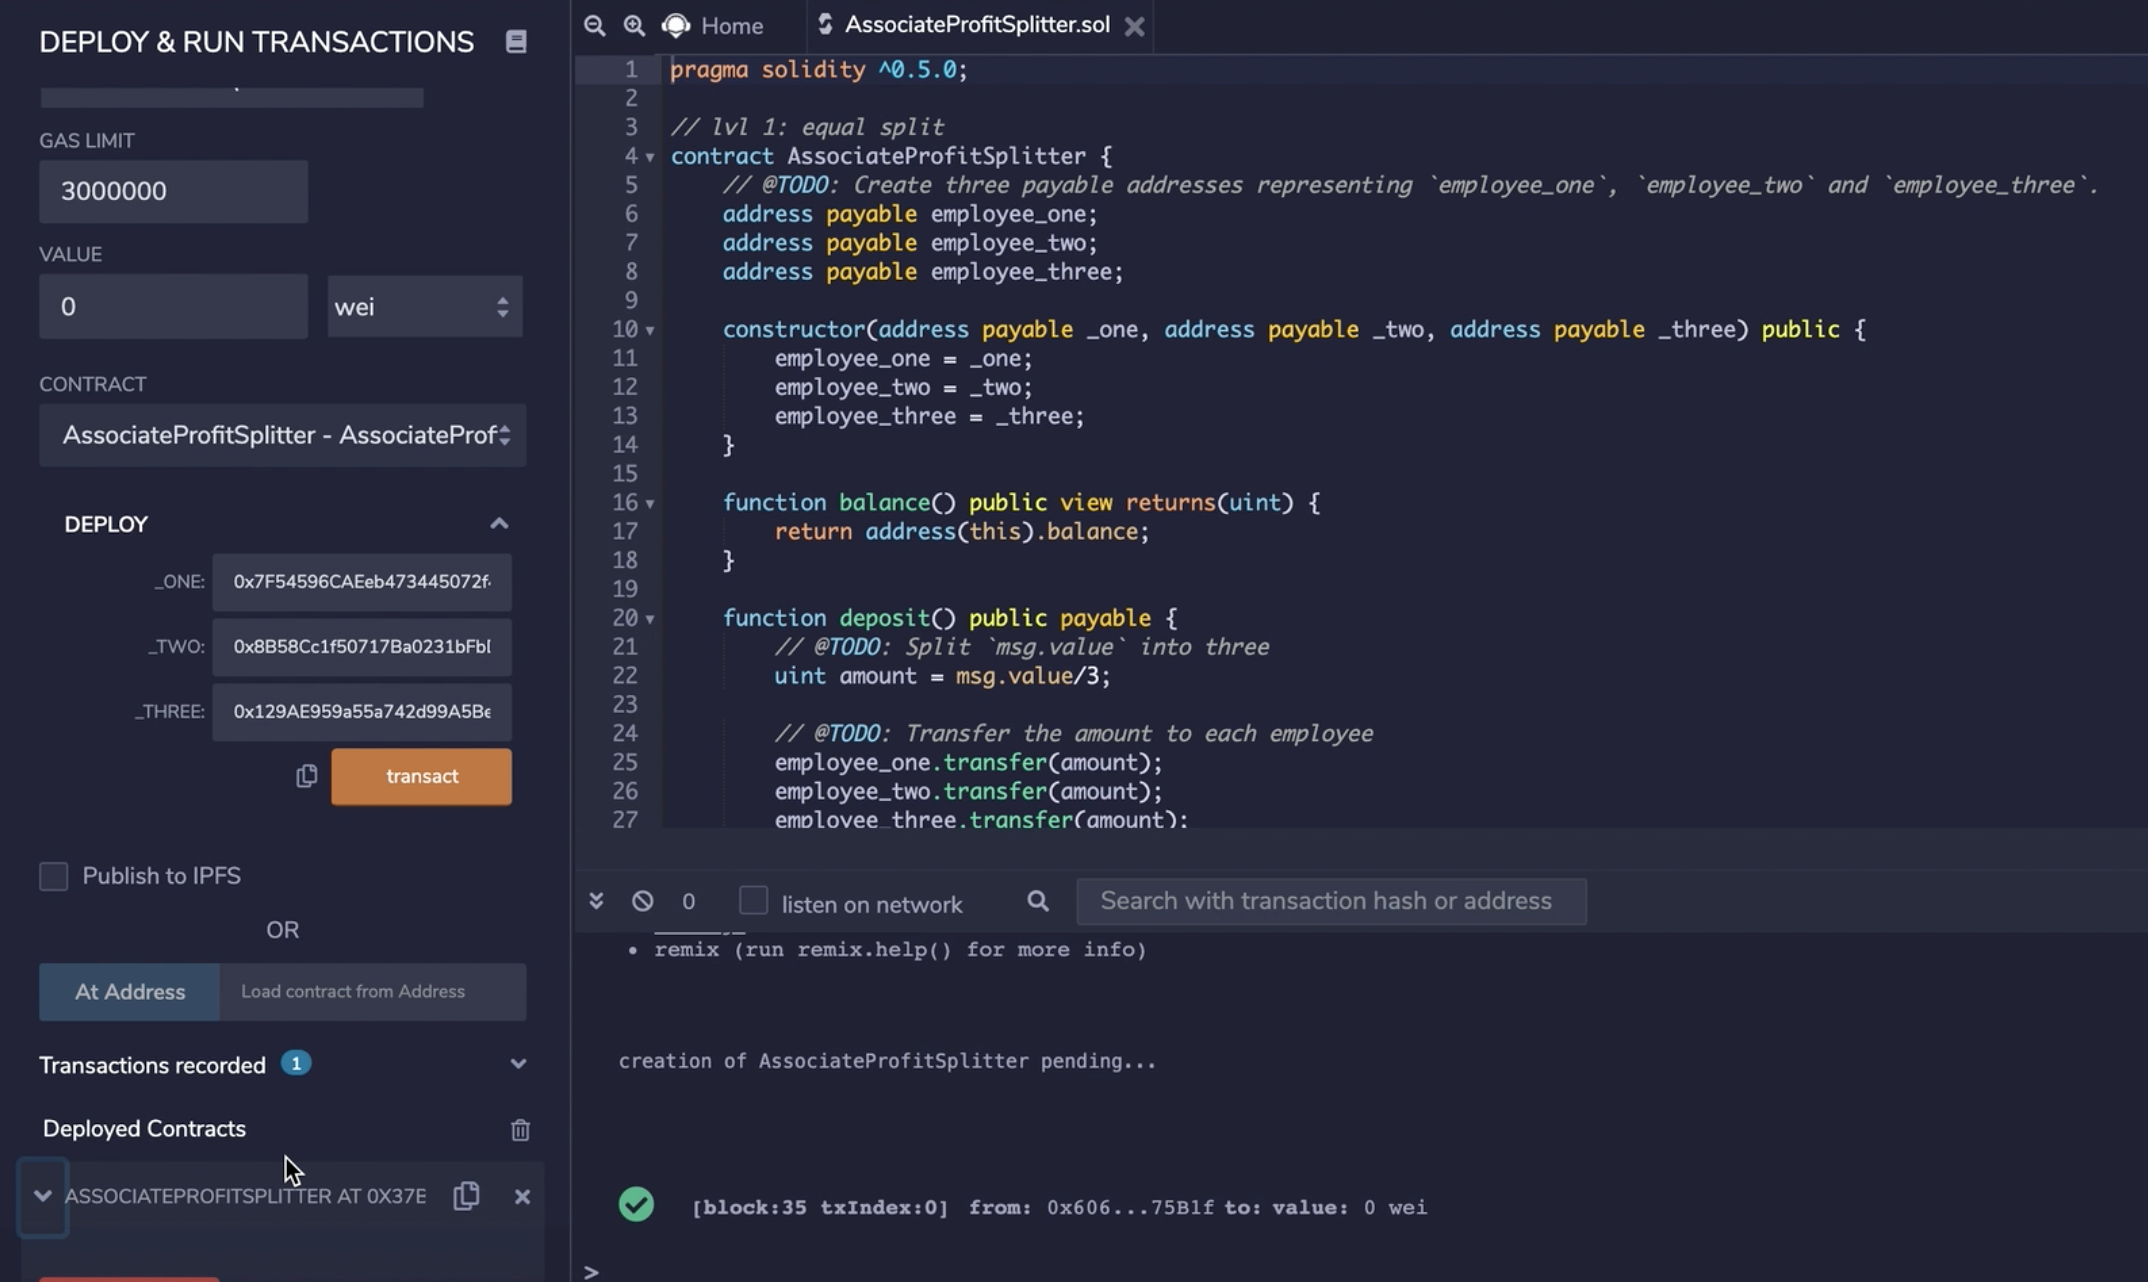 DEPLOY & RUN TRANSACTIONS
GAS LIMIT
3000000
VALUE
0
wei
CONTRACT
AssociateProfitSplitter - AssociateProf
DEPLOY
_ONE:
0x7F54596CAEeb473445072f
_TWO:
0x8B58Cc1f50717Ba0231bFb
_THREE:
0x129AE959a55a742d99A5Be
transact
Publish to IPFS
OR
At Address
Load contract from Address
Transactions recorded 1
Deployed Contracts
ASSOCIATEPROFITSPLITTER AT 0X37E
Home
AssociateProfitSplitter.sol
1 pragma solidity ^0.5.0;
2
3 // lvl 1: equal split
4 contract AssociateProfitSplitter {
5 // @TODO: Create three payable addresses representing `employee_one`, `employee_two` and `employee_three`.
6 address payable employee_one;
7 address payable employee_two;
8 address payable employee_three;
9
10 constructor(address payable _one, address payable _two, address payable _three) public {
11 employee_one = _one;
12 employee_two = _two;
13 employee_three = _three;
14 }
15
16 function balance() public view returns(uint) {
17 return address(this).balance;
18 }
19
20 function deposit() public payable {
21 // @TODO: Split `msg.value` into three
22 uint amount = msg.value/3;
23
24 // @TODO: Transfer the amount to each employee
25 employee_one.transfer(amount);
26 employee_two.transfer(amount);
27 employee_three.transfer(amount);
0
listen on network
Search with transaction hash or address
• remix (run remix.help() for more info)
creation of AssociateProfitSplitter pending...
[block:35 txIndex:0] from: 0x606...75B1f to: value: 0 wei
>